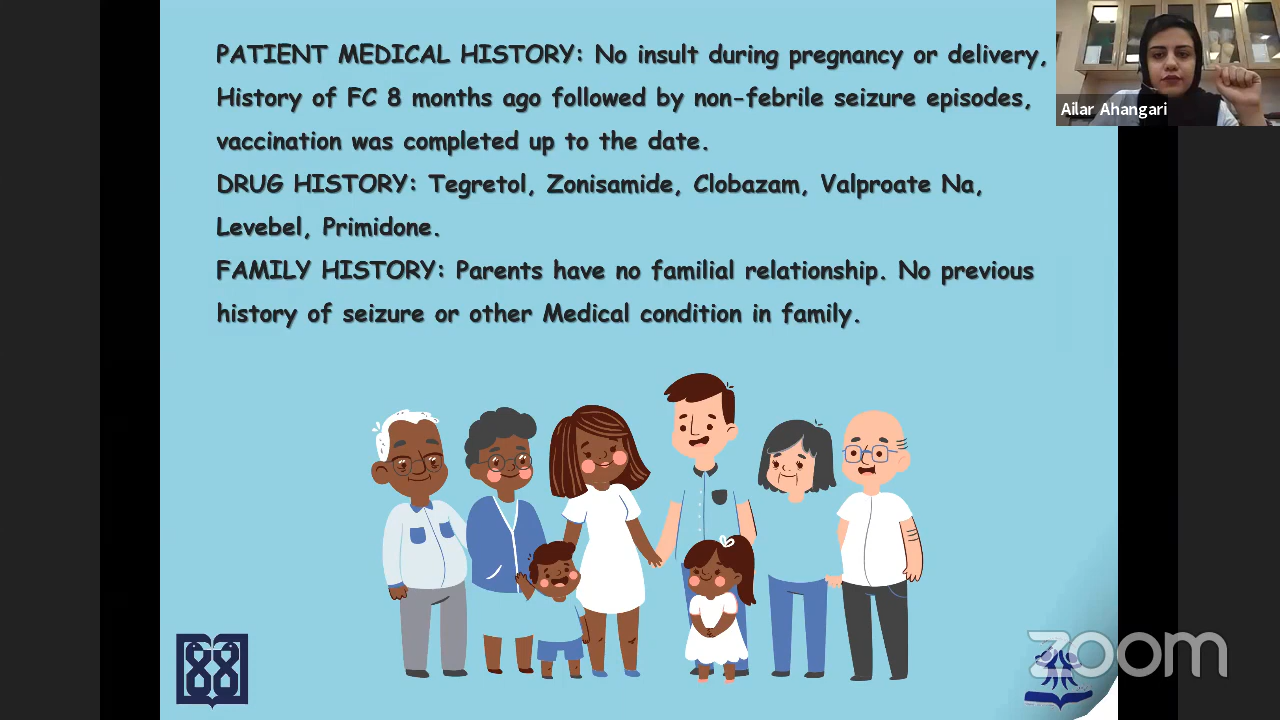 PATIENT MEDICAL HISTORY: No insult during pregnancy or delivery,
History of FC 8 months ago followed by non-febrile seizure episodes,
vaccination was completed up to the date.
DRUG HISTORY: Tegretol, Zonisamide, Clobazam, Valproate Na,
Levebel, Primidone.
FAMILY HISTORY: Parents have no familial relationship. No previous
history of seizure or other Medical condition in family.
Ailar Ahangari
zoom